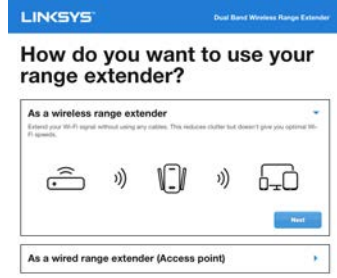 LINKSYS
Dual Band Wireless Range Extender
How do you want to use your
range extender?
As a wireless range extender
Extend your Wi-Fi signal without using any cables. This reduces clutter but doesn't give you optimal Wi-
Fi speeds.
Next
As a wired range extender (Access point)